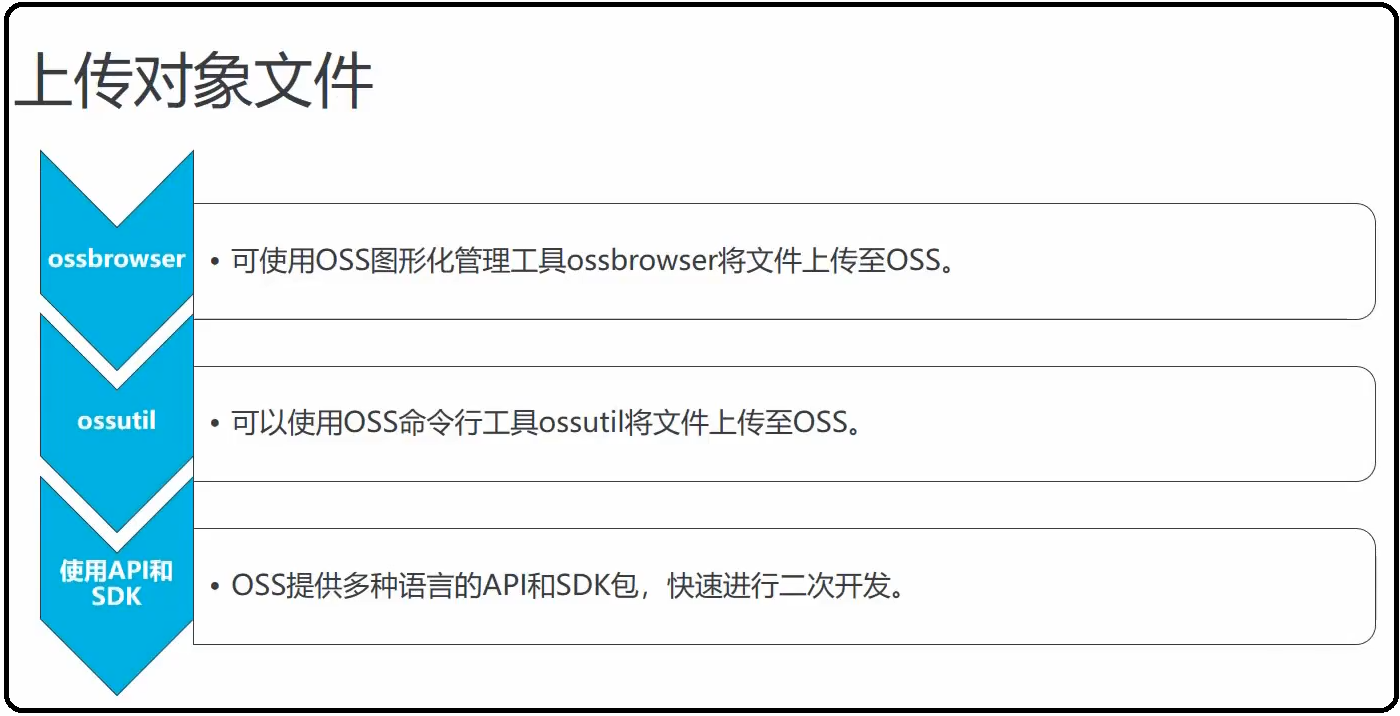 上传对象文件
ossbrowser
• 可使用OSS图形化管理工具ossbrowser将文件上传至OSS。
ossutil
• 可以使用OSS命令行工具ossutil将文件上传至OSS。
使用API和
SDK
• OSS提供多种语言的API和SDK包，快速进行二次开发。